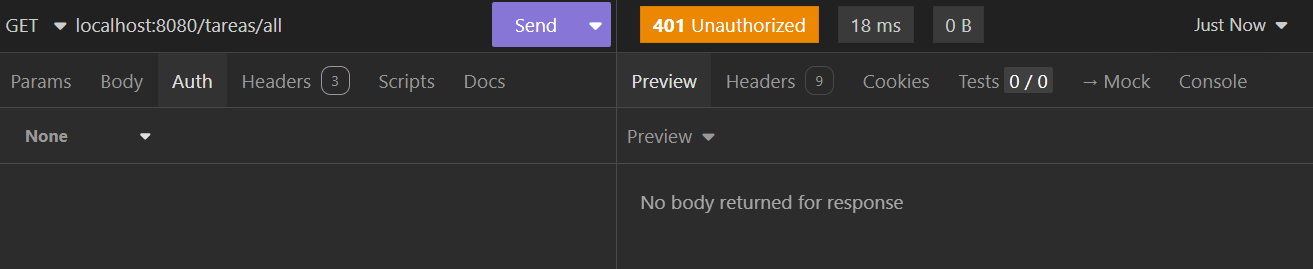 GET localhost:8080/tareas/all Send 401 Unauthorized 18 ms 0 B Just Now
Params Body Auth Headers 3 Scripts Docs Preview Headers 9 Cookies Tests 0 / 0 → Mock Console
None Preview
No body returned for response